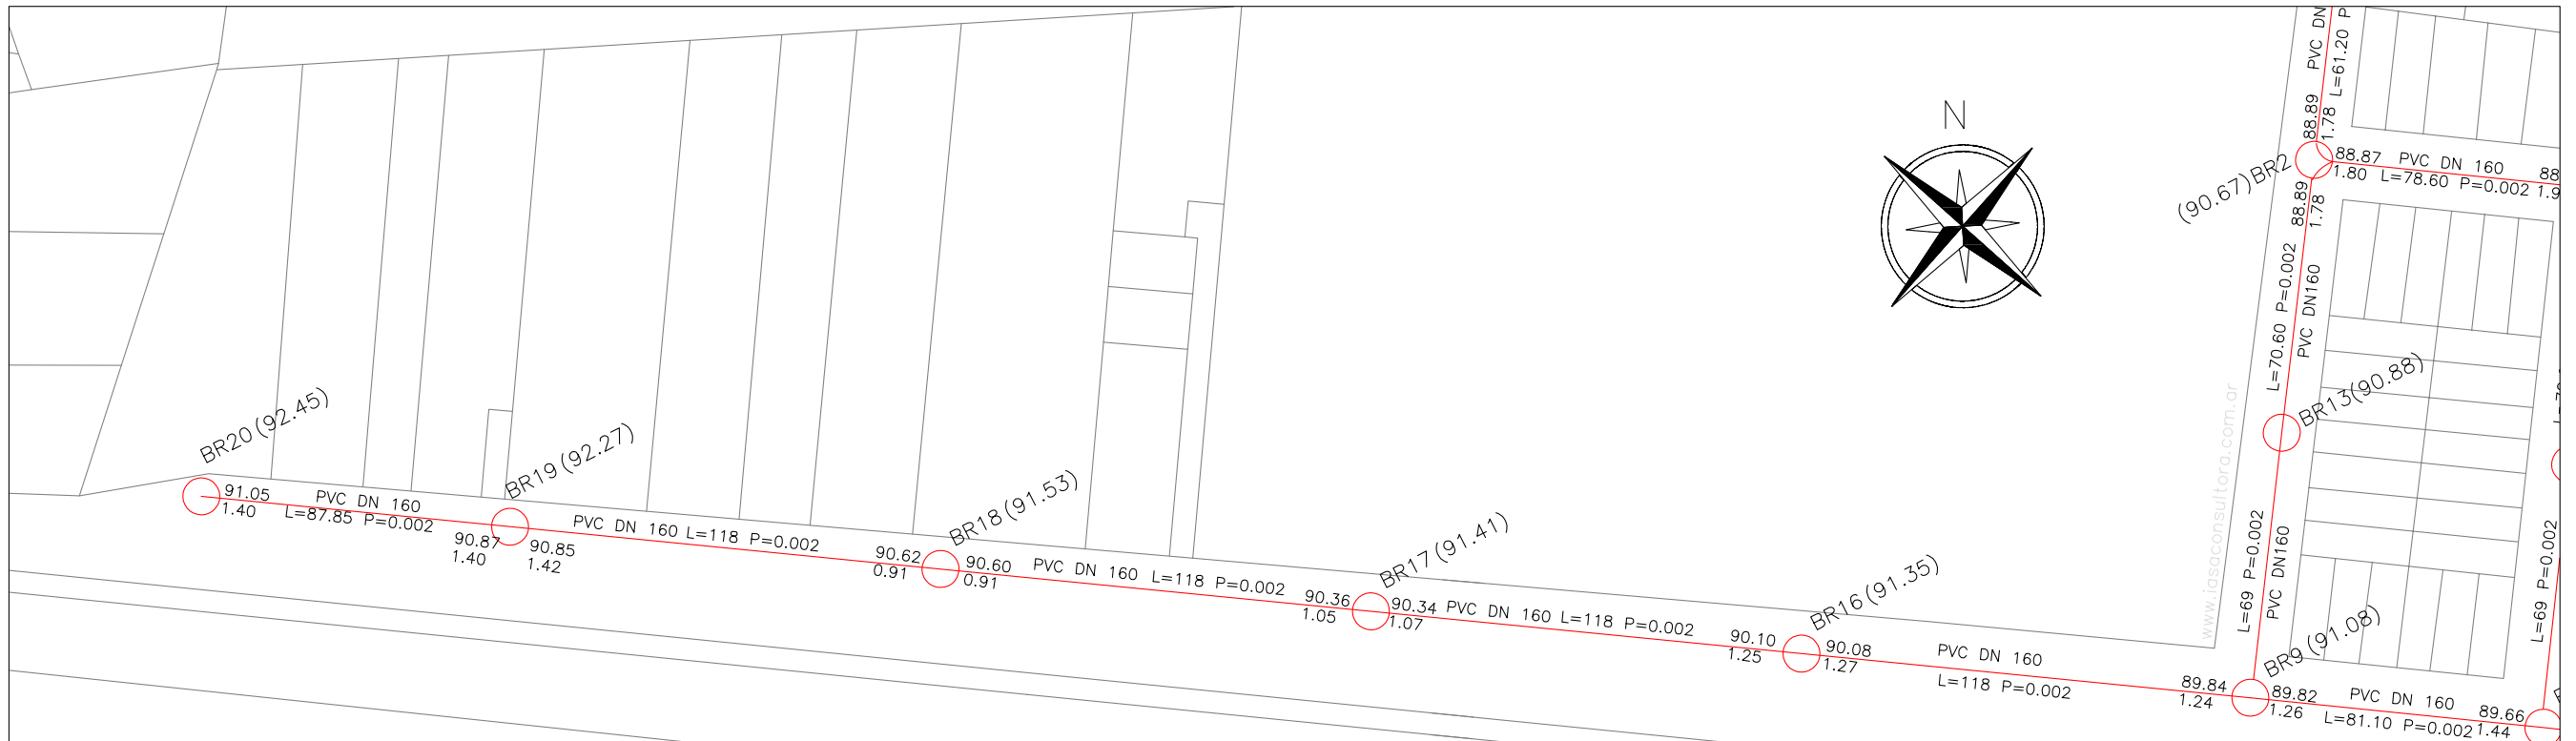 N
PVC DN
L=61.20 P
88.89
1.78
(90.67) BR2
88.87 PVC DN 160 88
1.80 L=78.60 P=0.002 1.9
88.89
1.78
L=70.60 P=0.002
PVC DN160
BR13(90.88)
www.iasaconsultora.com.ar
L=69 P=0.002
PVC DN160
L=69 P=0.002
BR20 (92.45)
91.05 PVC DN 160
1.40 L=87.85 P=0.002
90.87
1.40
BR19 (92.27)
90.85
1.42
PVC DN 160 L=118 P=0.002
90.62
0.91
BR18 (91.53)
90.60
0.91
PVC DN 160 L=118 P=0.002
90.36
1.05
BR17 (91.41)
90.34
1.07
PVC DN 160 L=118 P=0.002
90.10
1.25
BR16 (91.35)
90.08
1.27
PVC DN 160
L=118 P=0.002
89.84
1.24
BR9 (91.08)
89.82 PVC DN 160 89.66
1.26 L=81.10 P=0.002 1.44